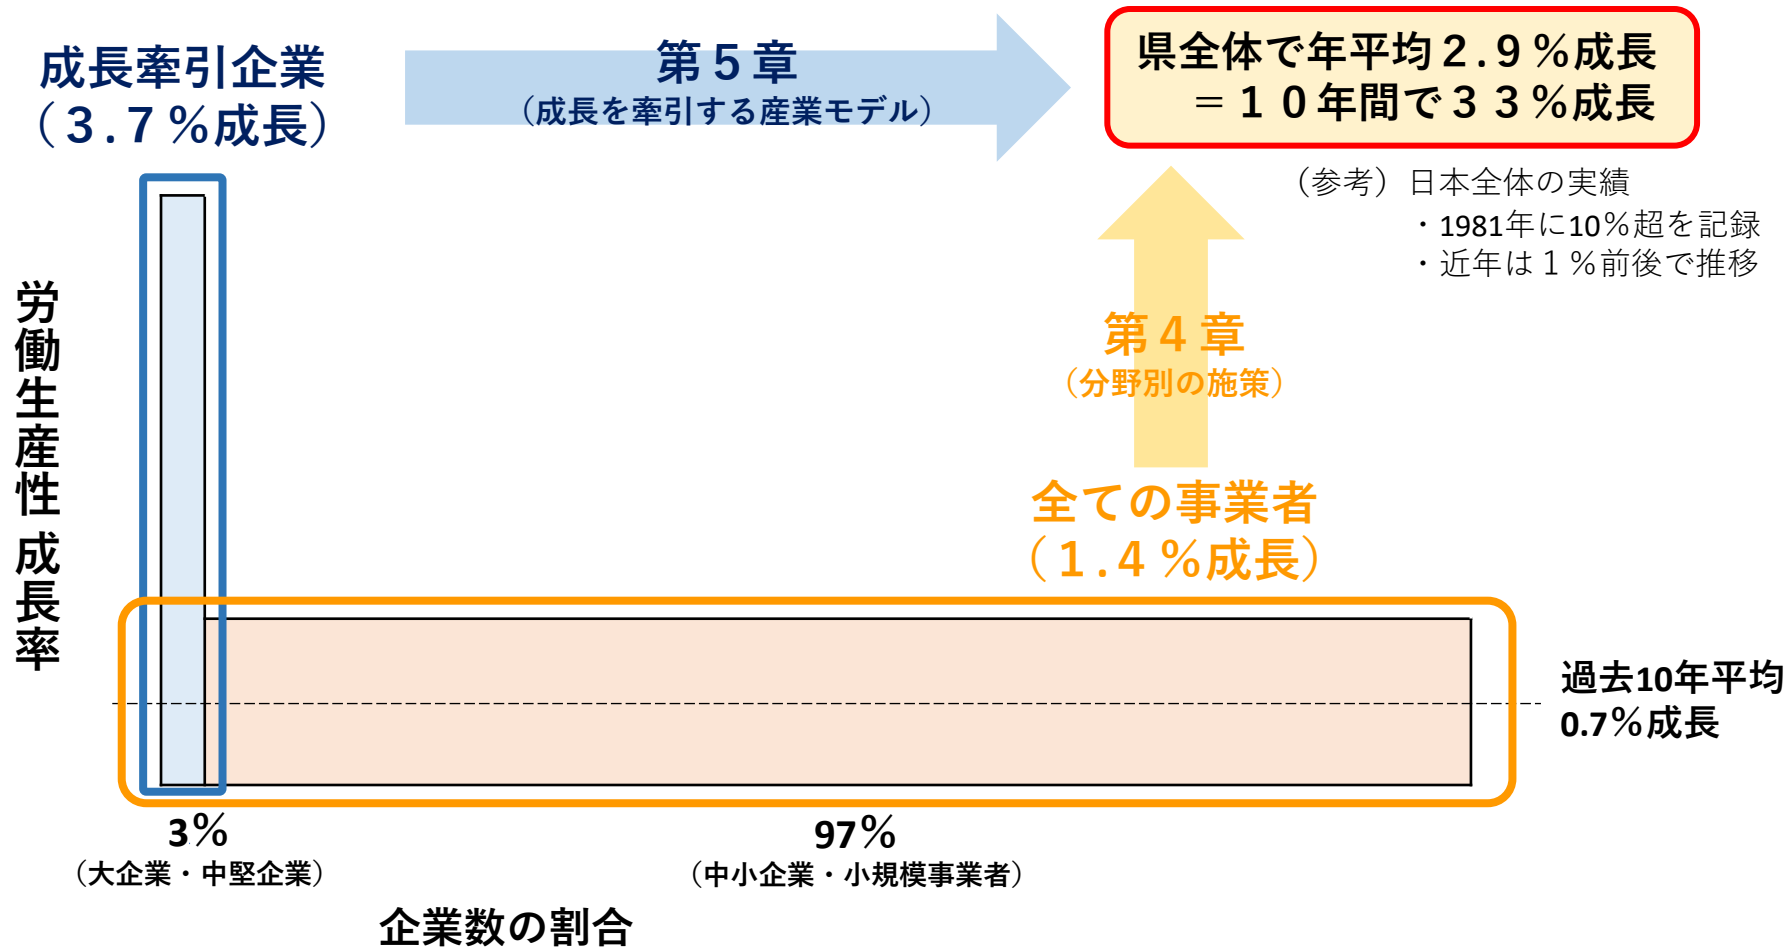 成長牽引企業
（３.７％成長）
第５章
（成長を牽引する産業モデル）
県全体で年平均２.９％成長
＝１０年間で３３％成長
（参考）日本全体の実績
・1981年に10％超を記録
・近年は１％前後で推移
第４章
（分野別の施策）
全ての事業者
（１.４％成長）
労働生産性 成長率
過去10年平均
0.7％成長
3％
（大企業・中堅企業）
97％
（中小企業・小規模事業者）
企業数の割合